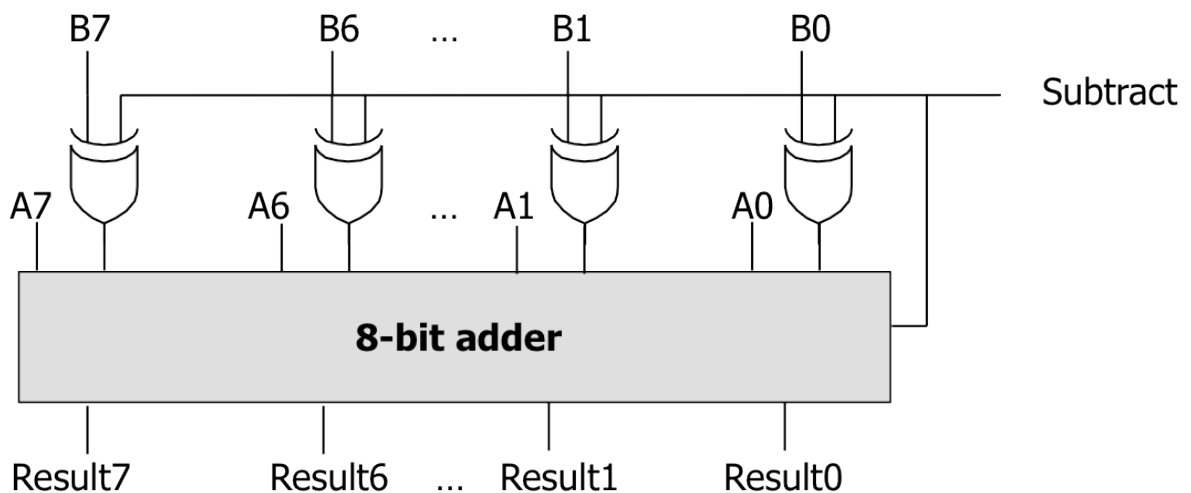 B7 B6 ... B1 B0
Subtract
A7 A6 ... A1 A0
8-bit adder
Result7 Result6 ... Result1 Result0